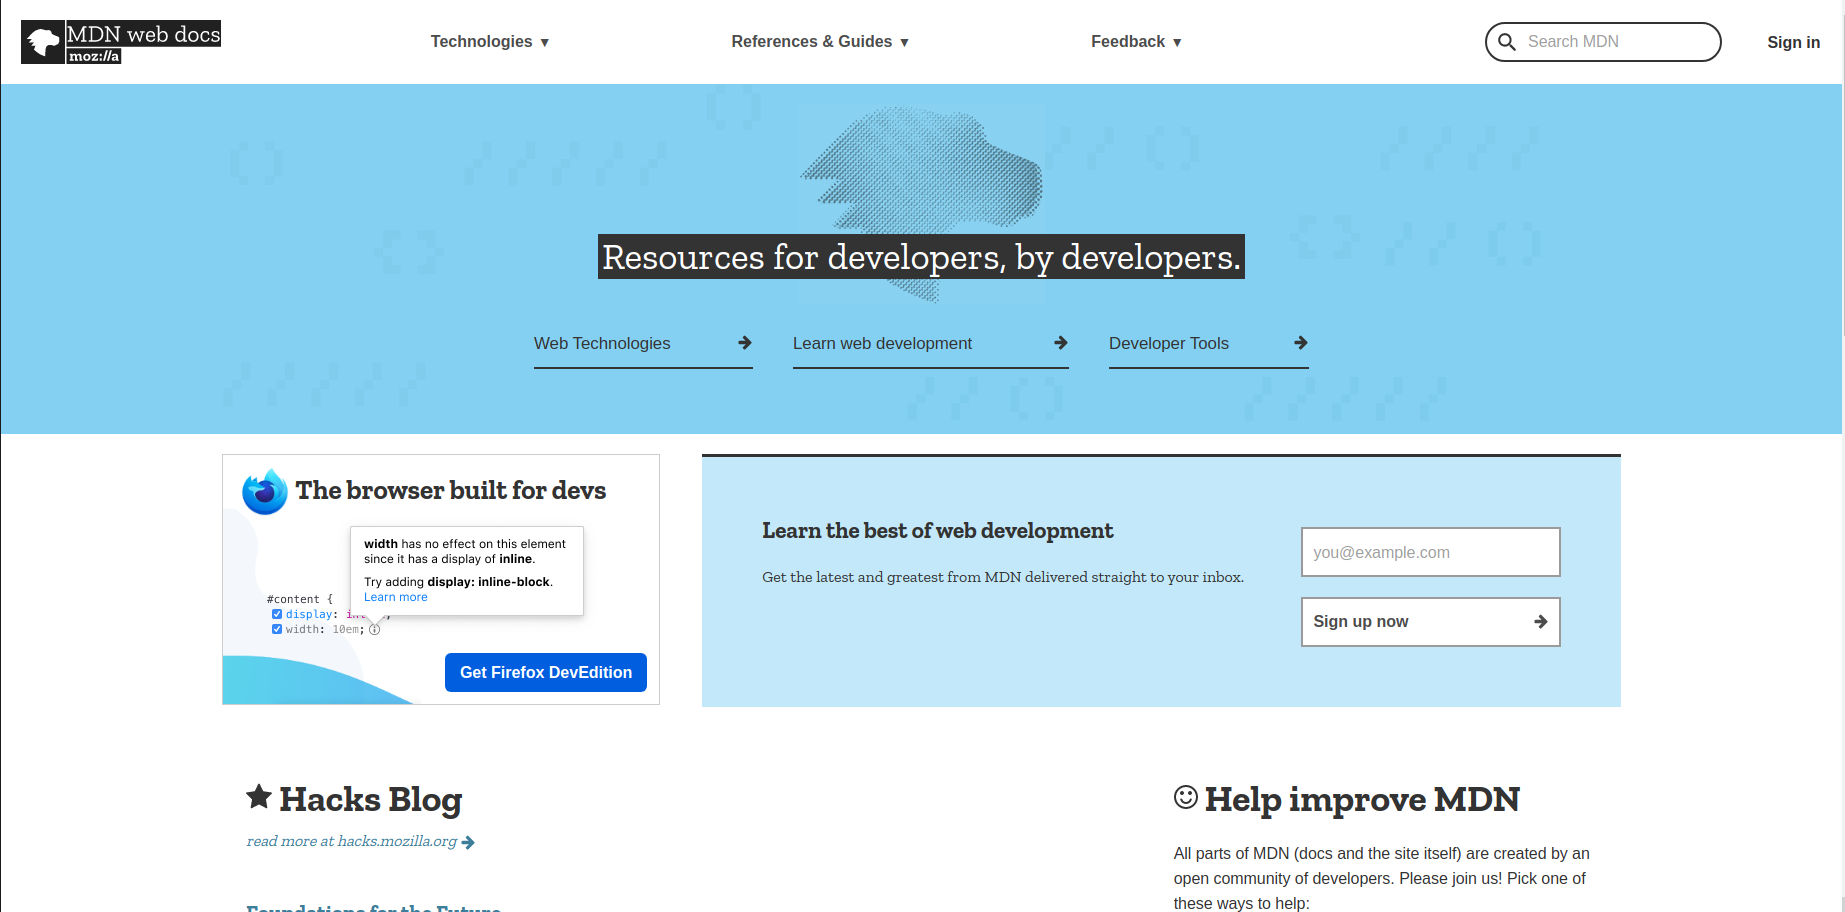 MDN web docs
moz://a
Technologies ▼
References & Guides ▼
Feedback ▼
Search MDN
Sign in
Resources for developers, by developers.
Web Technologies
Learn web development
Developer Tools
The browser built for devs
width has no effect on this element
since it has a display of inline.
Try adding display: inline-block.
Learn more
#content {
display:
width: 10em;
Get Firefox DevEdition
Learn the best of web development
Get the latest and greatest from MDN delivered straight to your inbox.
you@example.com
Sign up now
Hacks Blog
read more at hacks.mozilla.org
Help improve MDN
All parts of MDN (docs and the site itself) are created by an
open community of developers. Please join us! Pick one of
these ways to help:
Foundations for the Future